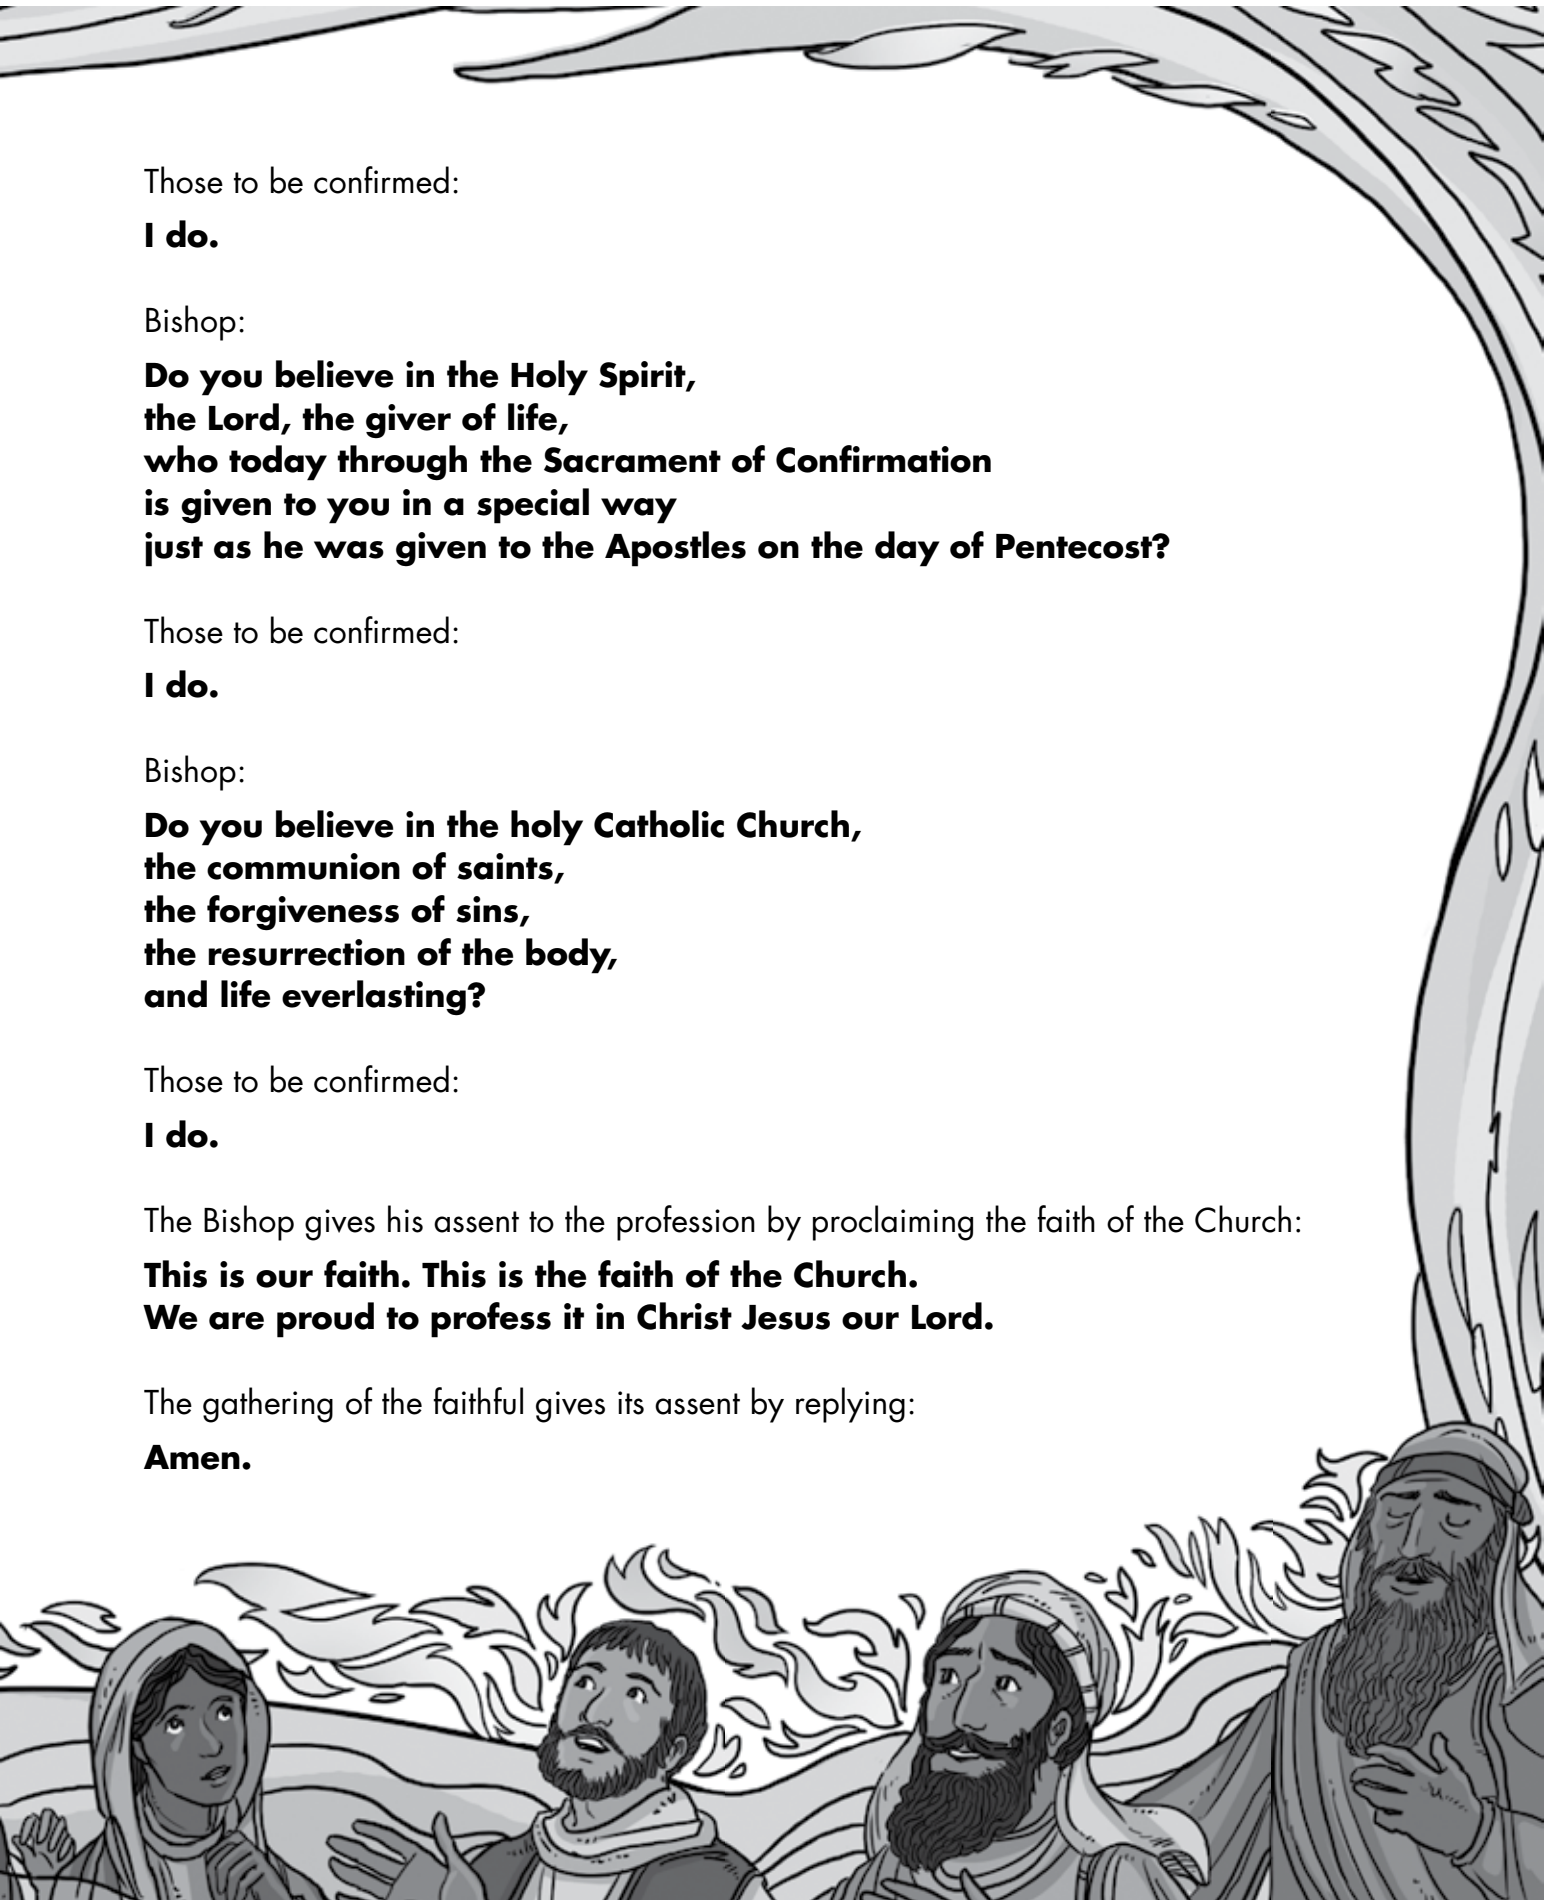 Those to be confirmed:
I do.
Bishop:
Do you believe in the Holy Spirit,
the Lord, the giver of life,
who today through the Sacrament of Confirmation
is given to you in a special way
just as he was given to the Apostles on the day of Pentecost?
Those to be confirmed:
I do.
Bishop:
Do you believe in the holy Catholic Church,
the communion of saints,
the forgiveness of sins,
the resurrection of the body,
and life everlasting?
Those to be confirmed:
I do.
The Bishop gives his assent to the profession by proclaiming the faith of the Church:
This is our faith. This is the faith of the Church.
We are proud to profess it in Christ Jesus our Lord.
The gathering of the faithful gives its assent by replying:
Amen.